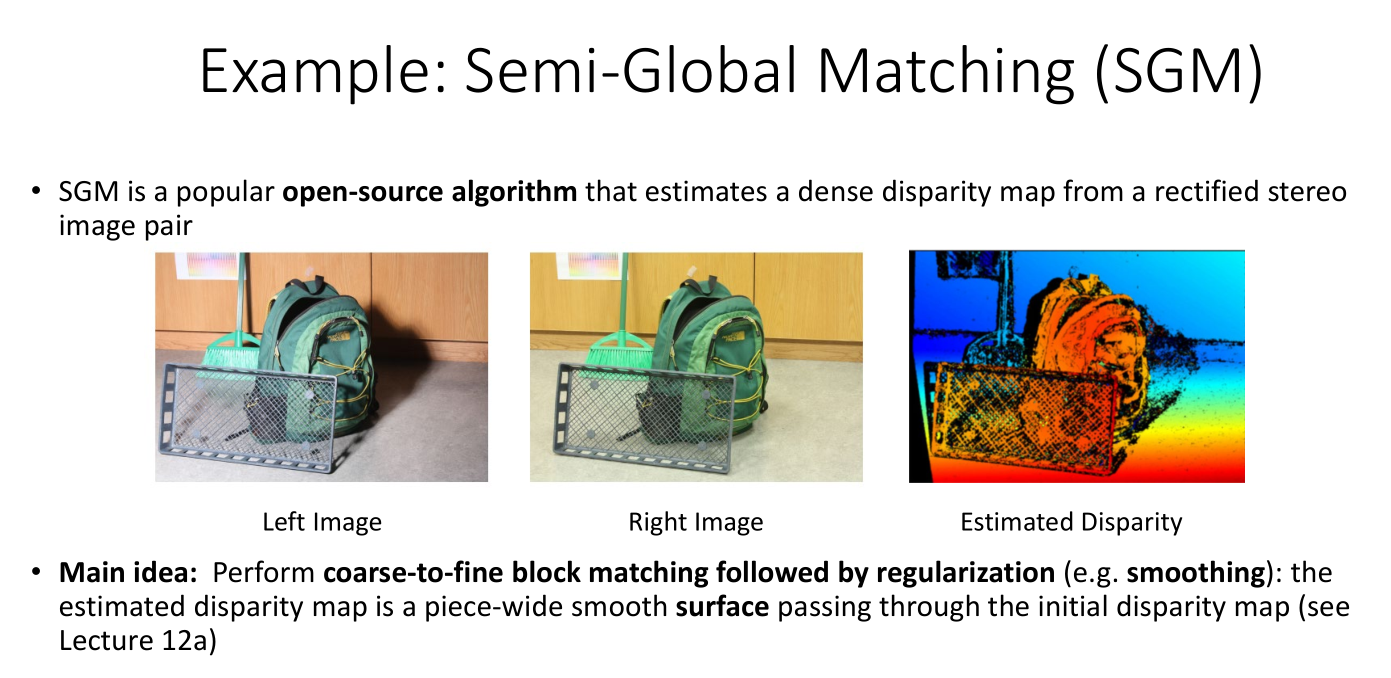 Example: Semi-Global Matching (SGM)
• SGM is a popular open-source algorithm that estimates a dense disparity map from a rectified stereo
image pair
Left Image
Right Image
Estimated Disparity
• Main idea:  Perform coarse-to-fine block matching followed by regularization (e.g. smoothing): the
estimated disparity map is a piece-wide smooth surface passing through the initial disparity map (see
Lecture 12a)